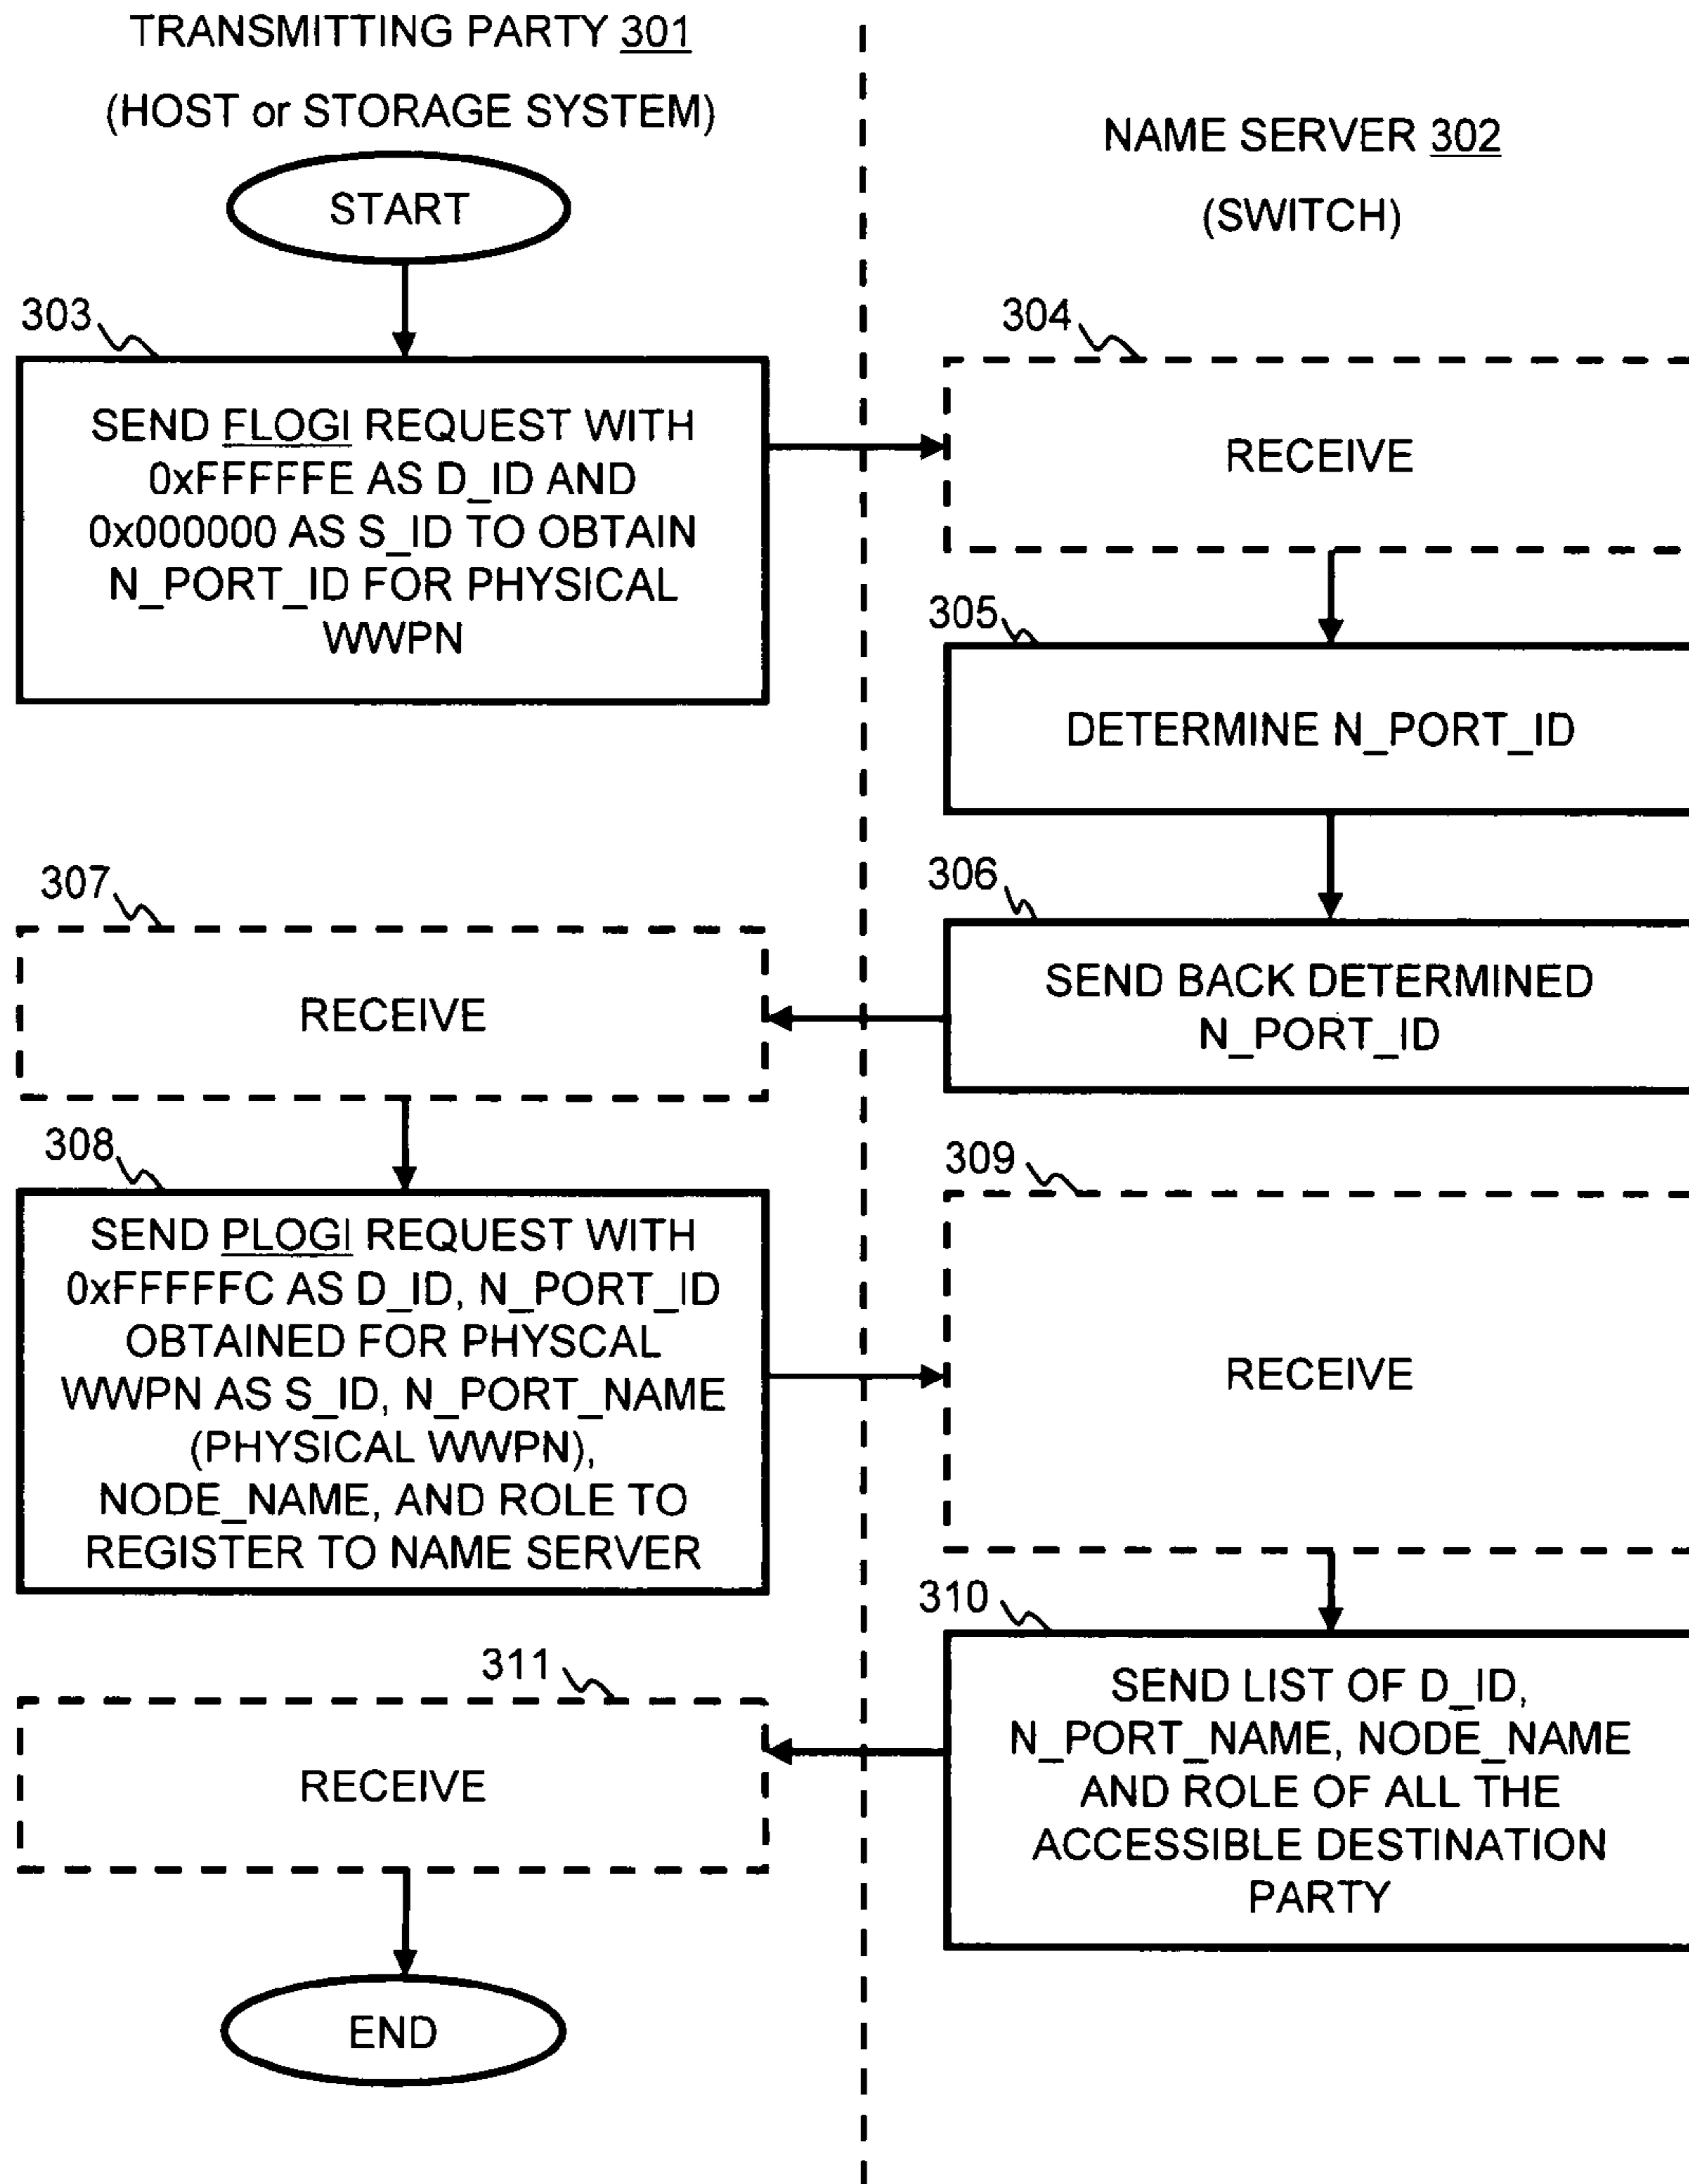 TRANSMITTING PARTY 301
(HOST or STORAGE SYSTEM)
NAME SERVER 302
(SWITCH)
START
303
SEND FLOGI REQUEST WITH
0xFFFFFE AS D_ID AND
0x000000 AS S_ID TO OBTAIN
N_PORT_ID FOR PHYSICAL
WWPN
304
RECEIVE
305
DETERMINE N_PORT_ID
306
SEND BACK DETERMINED
N_PORT_ID
307
RECEIVE
308
SEND PLOGI REQUEST WITH
0xFFFFFC AS D_ID, N_PORT_ID
OBTAINED FOR PHYSCAL
WWPN AS S_ID, N_PORT_NAME
(PHYSICAL WWPN),
NODE_NAME, AND ROLE TO
REGISTER TO NAME SERVER
309
RECEIVE
310
SEND LIST OF D_ID,
N_PORT_NAME, NODE_NAME
AND ROLE OF ALL THE
ACCESSIBLE DESTINATION
PARTY
311
RECEIVE
END